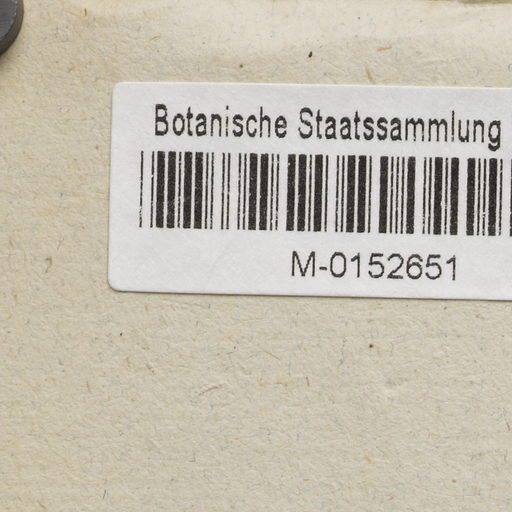 Botanische Staatssammlung
M-0152651